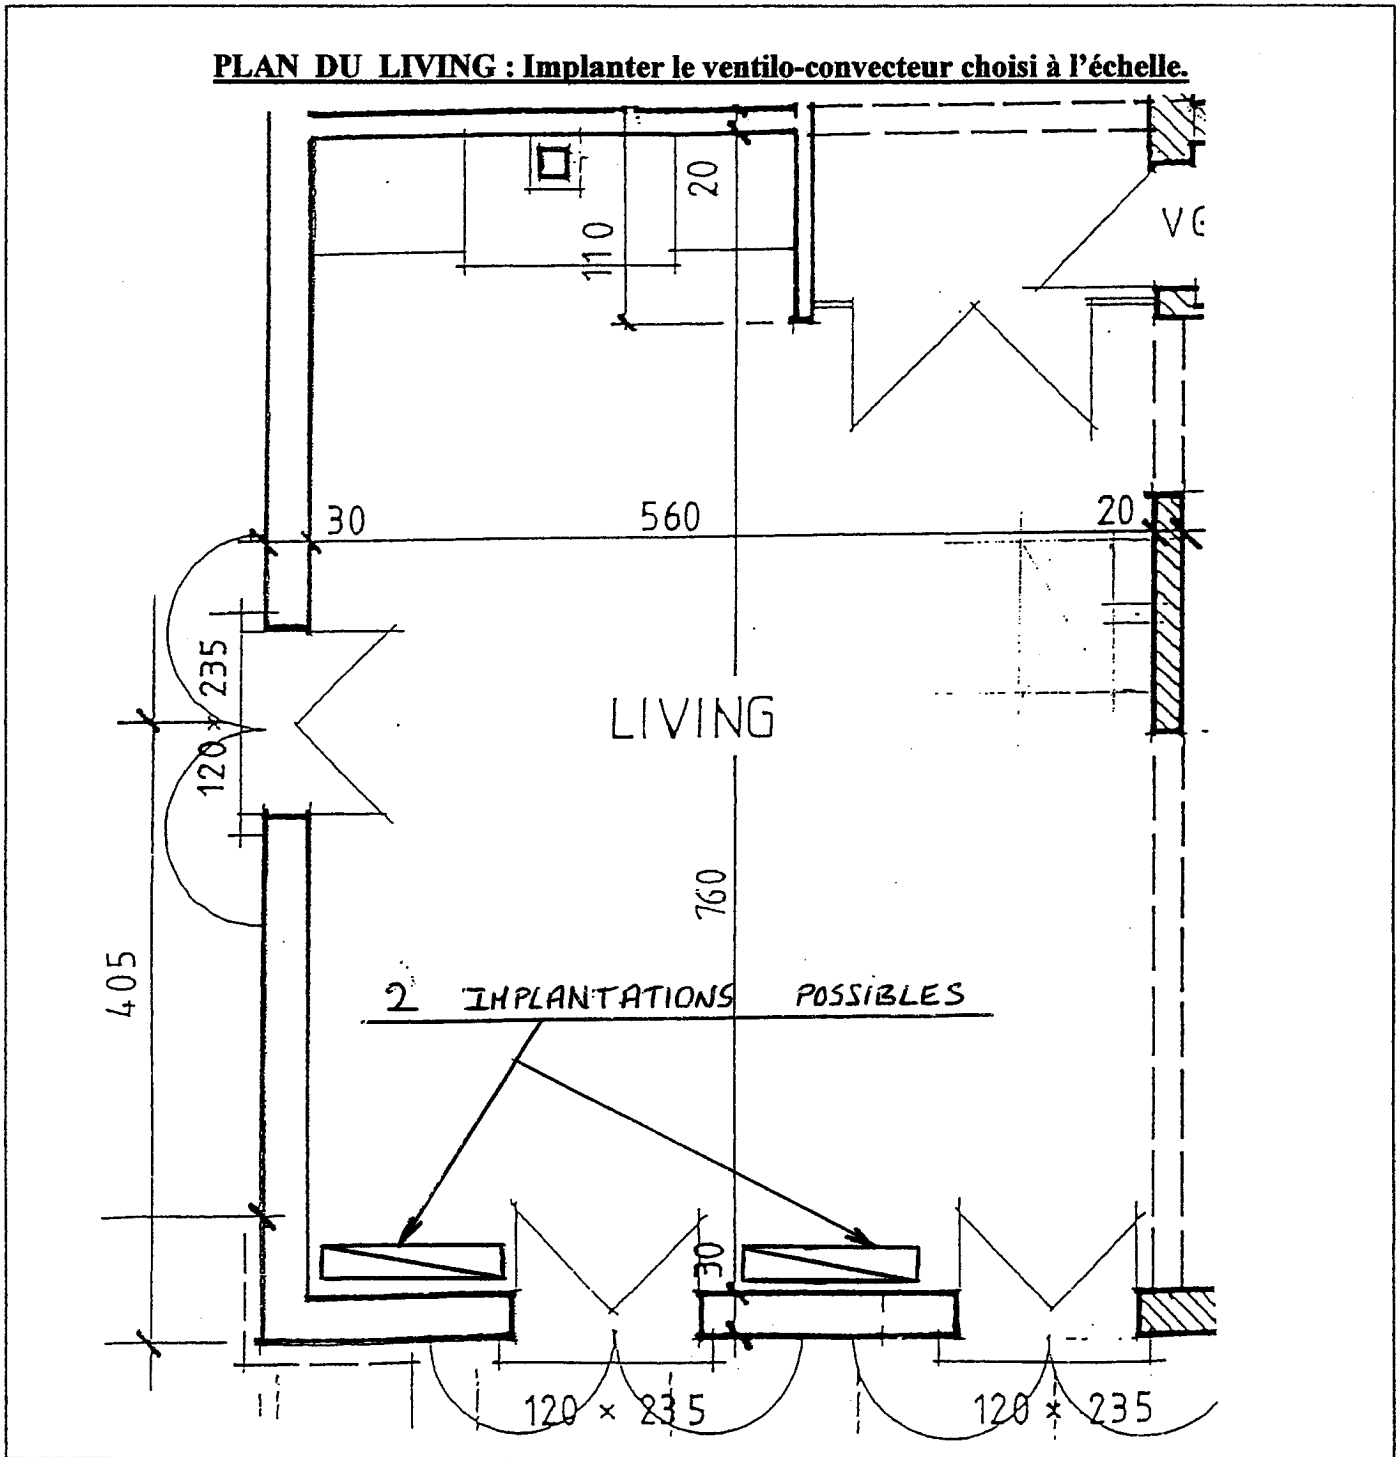 PLAN DU LIVING : Implanter le ventilo-convecteur choisi à l'échelle.
20
110
VG
30
560
20
120 × 235
LIVING
760
405
2 IMPLANTATIONS POSSIBLES
30
120 × 235
120 × 235